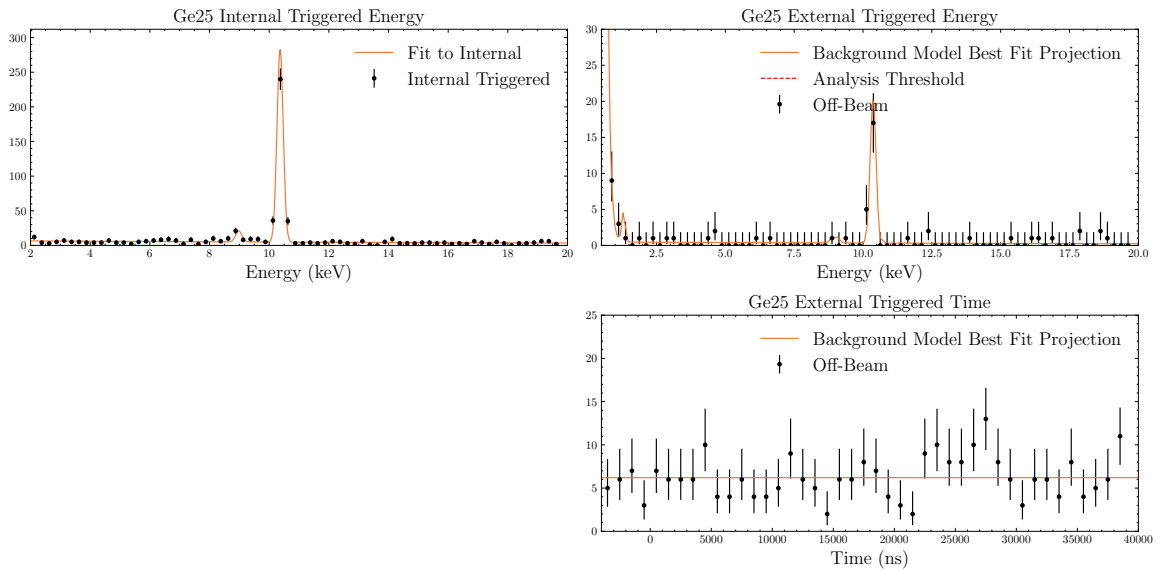 Ge25 Internal Triggered Energy
Fit to Internal
Internal Triggered
300
250
200
150
100
50
0
2 4 6 8 10 12 14 16 18 20
Energy (keV)
Ge25 External Triggered Energy
Background Model Best Fit Projection
Analysis Threshold
Off-Beam
30
25
20
15
10
5
0
2.5 5.0 7.5 10.0 12.5 15.0 17.5 20.0
Energy (keV)
Ge25 External Triggered Time
Background Model Best Fit Projection
Off-Beam
25
20
15
10
5
0
0 5000 10000 15000 20000 25000 30000 35000 40000
Time (ns)